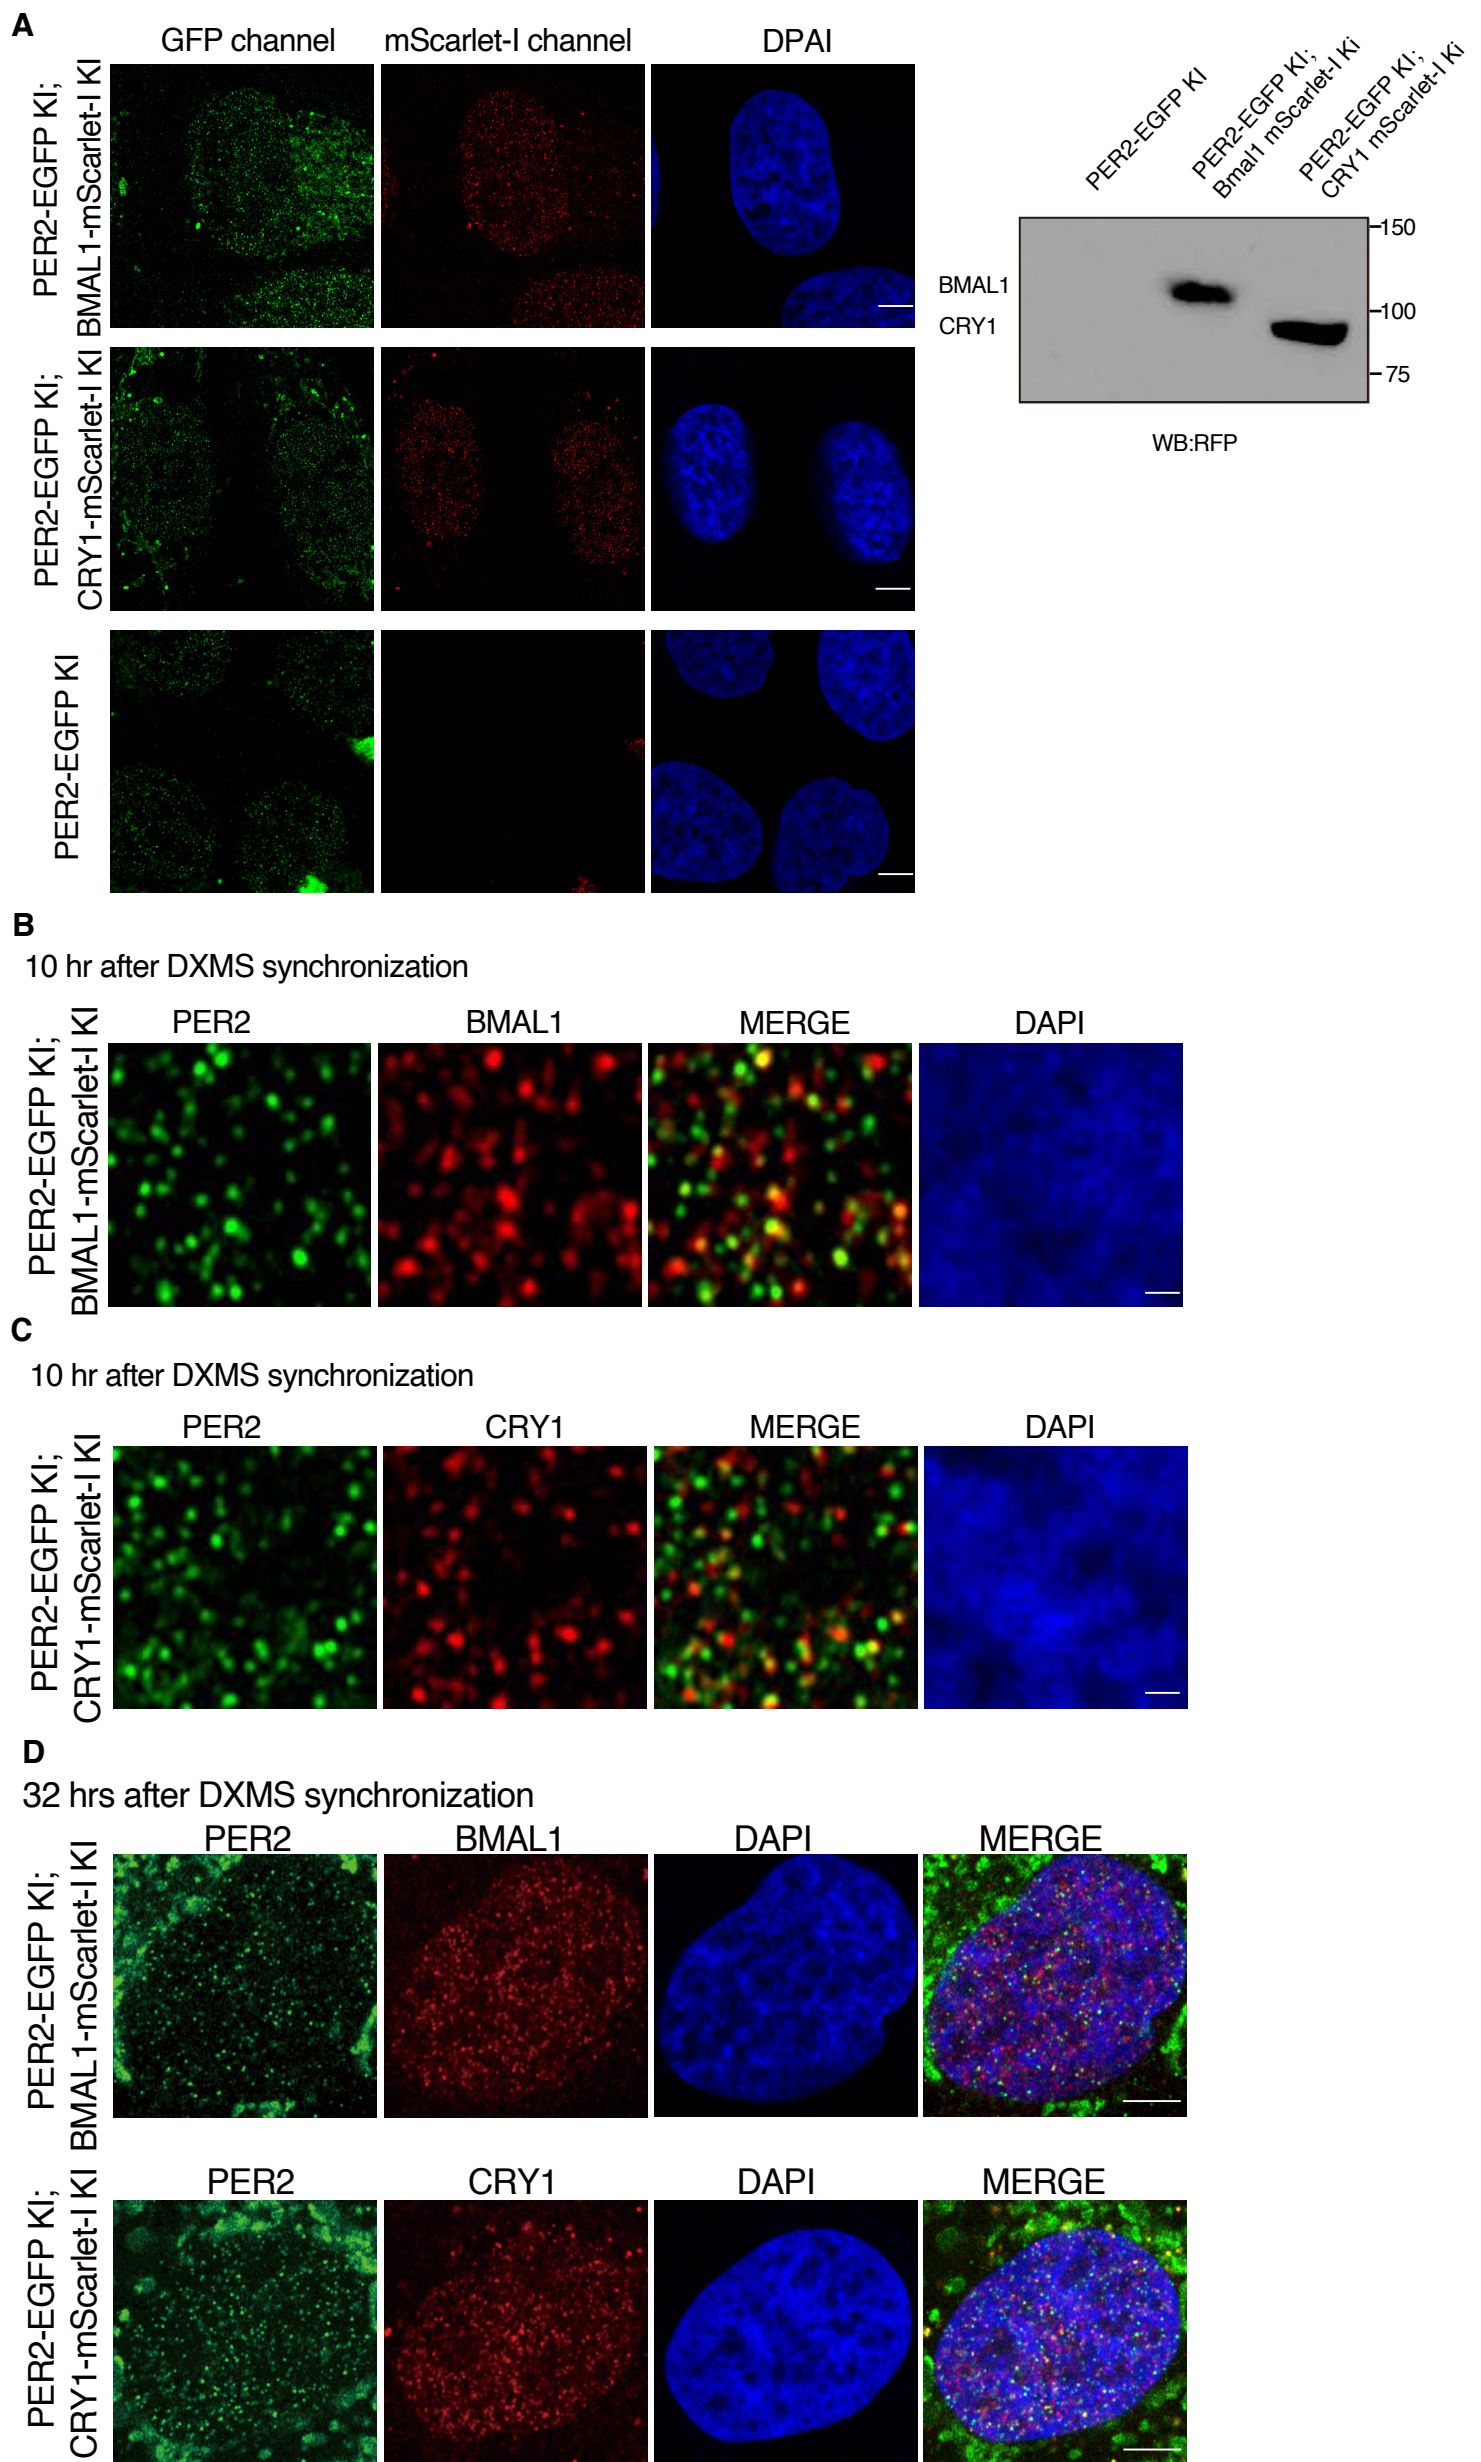 A
GFP channel
mScarlet-I channel
DPAI
PER2-EGFP KI;
BMAL1-mScarlet-I KI
PER2-EGFP KI;
CRY1-mScarlet-I KI
PER2-EGFP KI
PER2-EGFP KI
PER2-EGFP KI;
Bmal1 mScarlet-I Ki
PER2-EGFP KI;
CRY1 mScarlet-I Ki
BMAL1
CRY1
150
100
75
WB:RFP
B
10 hr after DXMS synchronization
PER2
BMAL1
MERGE
DAPI
PER2-EGFP KI;
BMAL1-mScarlet-I KI
C
10 hr after DXMS synchronization
PER2
CRY1
MERGE
DAPI
PER2-EGFP KI;
CRY1-mScarlet-I KI
D
32 hrs after DXMS synchronization
PER2
BMAL1
DAPI
MERGE
PER2-EGFP KI;
BMAL1-mScarlet-I KI
PER2
CRY1
DAPI
MERGE
PER2-EGFP KI;
CRY1-mScarlet-I KI